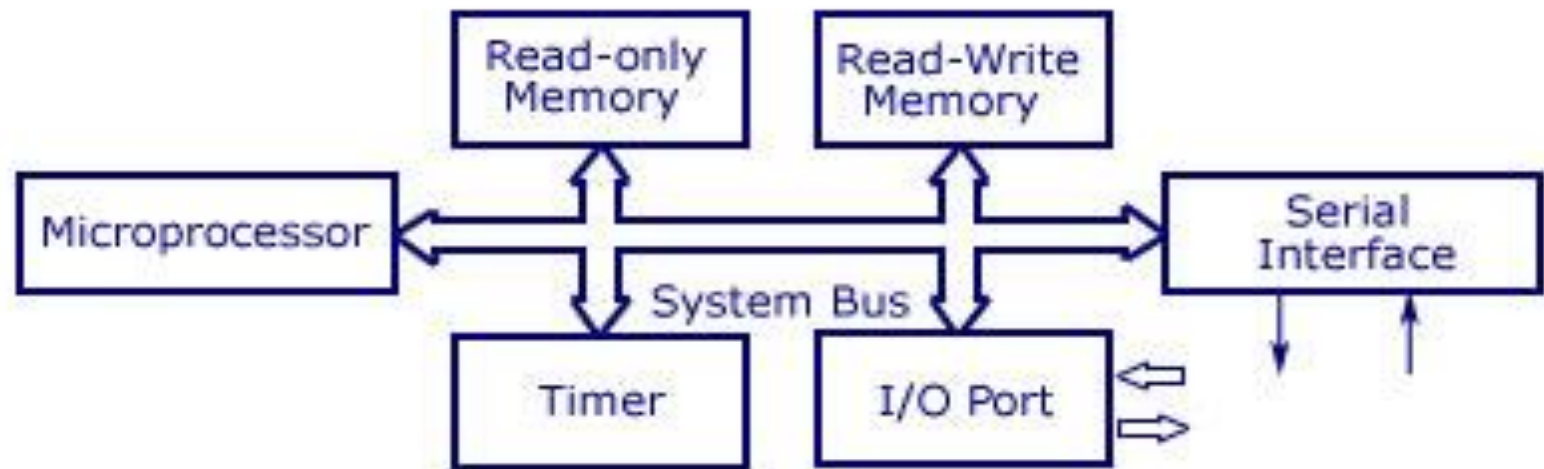 Read-only
Memory
Read-Write
Memory
Microprocessor
Serial
Interface
System Bus
Timer
I/O Port